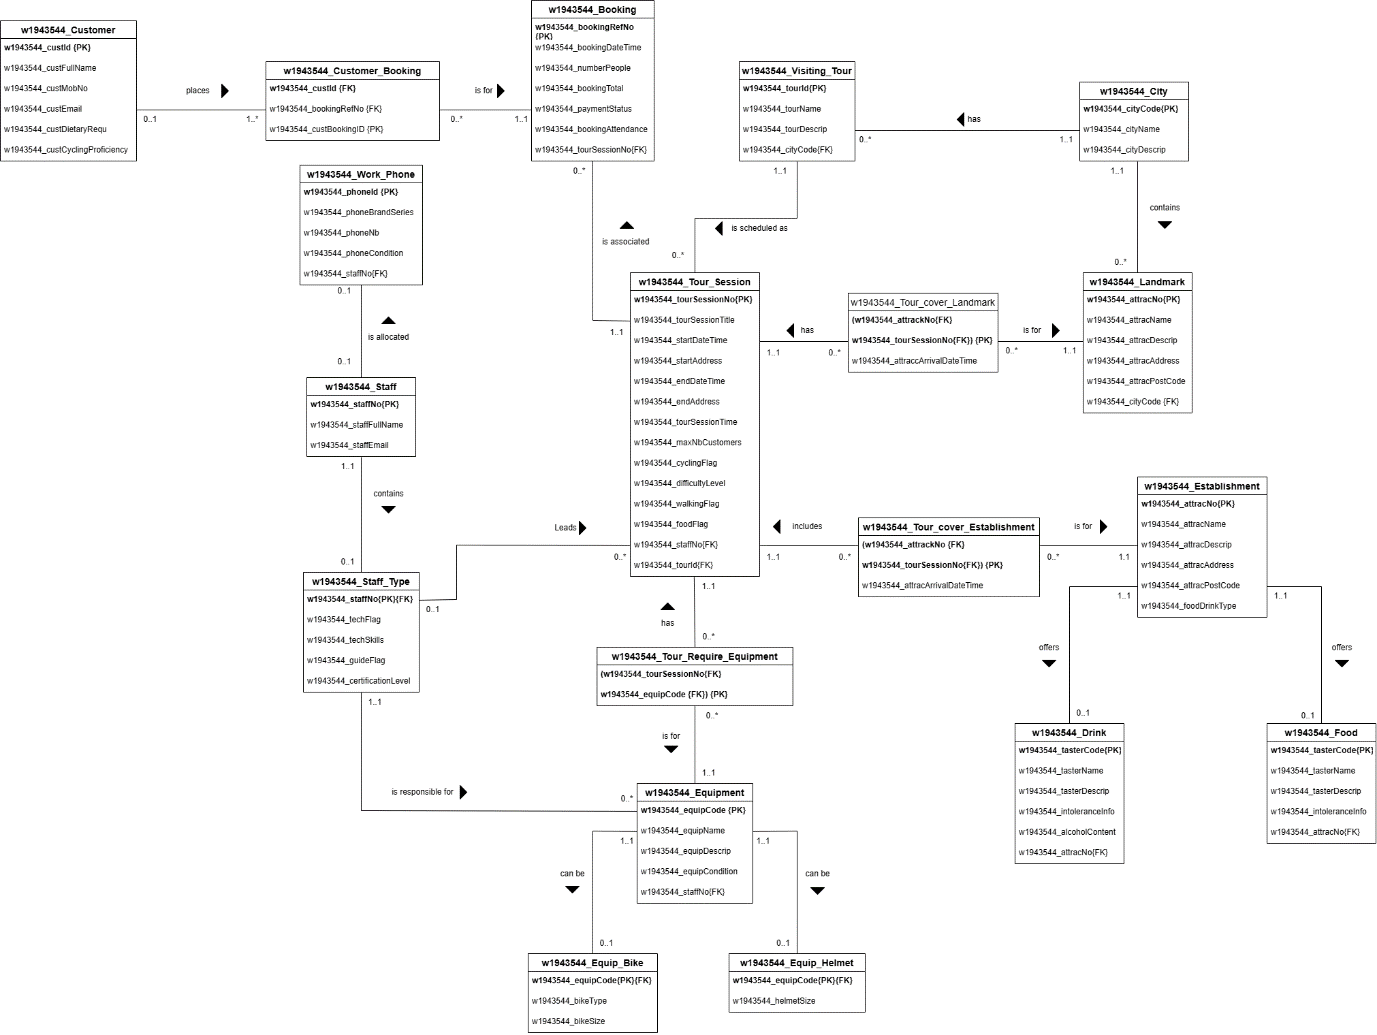 w1943544_Customer
w1943544_custId {PK}
w1943544_custFullName
w1943544_custMobNo
w1943544_custEmail
w1943544_custDietaryRequ
w1943544_custCyclingProficiency
places
0..1
1..*
w1943544_Customer_Booking
w1943544_custId {FK}
w1943544_bookingRefNo {FK}
w1943544_custBookingID {PK}
is for
0..*
1..1
w1943544_Booking
w1943544_bookingRefNo
{PK}
w1943544_bookingDateTime
w1943544_numberPeople
w1943544_bookingTotal
w1943544_paymentStatus
w1943544_bookingAttendance
w1943544_tourSessionNo{FK}
0..*
is associated
1..1
w1943544_Visiting_Tour
w1943544_tourId{PK}
w1943544_tourName
w1943544_tourDescrip
w1943544_cityCode{FK}
has
0..*
1..1
1..1
is scheduled as
0..*
w1943544_City
w1943544_cityCode{PK}
w1943544_cityName
w1943544_cityDescrip
1..1
contains
0..*
w1943544_Work_Phone
w1943544_phoneId {PK}
w1943544_phoneBrandSeries
w1943544_phoneNb
w1943544_phoneCondition
w1943544_staffNo{FK}
0..1
is allocated
0..1
w1943544_Tour_Session
w1943544_tourSessionNo{PK}
w1943544_tourSessionTitle
w1943544_startDateTime
w1943544_startAddress
w1943544_endDateTime
w1943544_endAddress
w1943544_tourSessionTime
w1943544_maxNbCustomers
w1943544_cyclingFlag
w1943544_difficultyLevel
w1943544_walkingFlag
w1943544_foodFlag
w1943544_staffNo{FK}
w1943544_tourId{FK}
has
1..1
0..*
w1943544_Tour_cover_Landmark
(w1943544_attrackNo{FK}
w1943544_tourSessionNo{FK}) {PK}
w1943544_attraccArrivalDateTime
is for
0..*
1..1
w1943544_Landmark
w1943544_attracNo{PK}
w1943544_attracName
w1943544_attracDescrip
w1943544_attracAddress
w1943544_attracPostCode
w1943544_cityCode {FK}
w1943544_Staff
w1943544_staffNo{PK}
w1943544_staffFullName
w1943544_staffEmail
1..1
contains
0..1
Leads
0..*
0..1
includes
1..1
0..*
w1943544_Tour_cover_Establishment
(w1943544_attrackNo {FK}
w1943544_tourSessionNo{FK}) {PK}
w1943544_attracArrivalDateTime
is for
0..*
1..1
w1943544_Establishment
w1943544_attracNo{PK}
w1943544_attracName
w1943544_attracDescrip
w1943544_attracAddress
w1943544_attracPostCode
w1943544_foodDrinkType
1..1
1..1
offers
offers
0..1
0..1
w1943544_Staff_Type
w1943544_staffNo{PK}{FK}
w1943544_techFlag
w1943544_techSkills
w1943544_guideFlag
w1943544_certificationLevel
1..1
is responsible for
0..*
1..1
has
0..*
w1943544_Tour_Require_Equipment
(w1943544_tourSessionNo{FK}
w1943544_equipCode {FK}) {PK}
0..*
is for
1..1
w1943544_Drink
w1943544_tasterCode{PK}
w1943544_tasterName
w1943544_tasterDescrip
w1943544_intoleranceInfo
w1943544_alcoholContent
w1943544_attracNo{FK}
w1943544_Food
w1943544_tasterCode{PK}
w1943544_tasterName
w1943544_tasterDescrip
w1943544_intoleranceInfo
w1943544_attracNo{FK}
w1943544_Equipment
w1943544_equipCode {PK}
w1943544_equipName
w1943544_equipDescrip
w1943544_equipCondition
w1943544_staffNo{FK}
1..1
1..1
can be
can be
0..1
0..1
w1943544_Equip_Bike
w1943544_equipCode{PK}{FK}
w1943544_bikeType
w1943544_bikeSize
w1943544_Equip_Helmet
w1943544_equipCode{PK}{FK}
w1943544_helmetSize